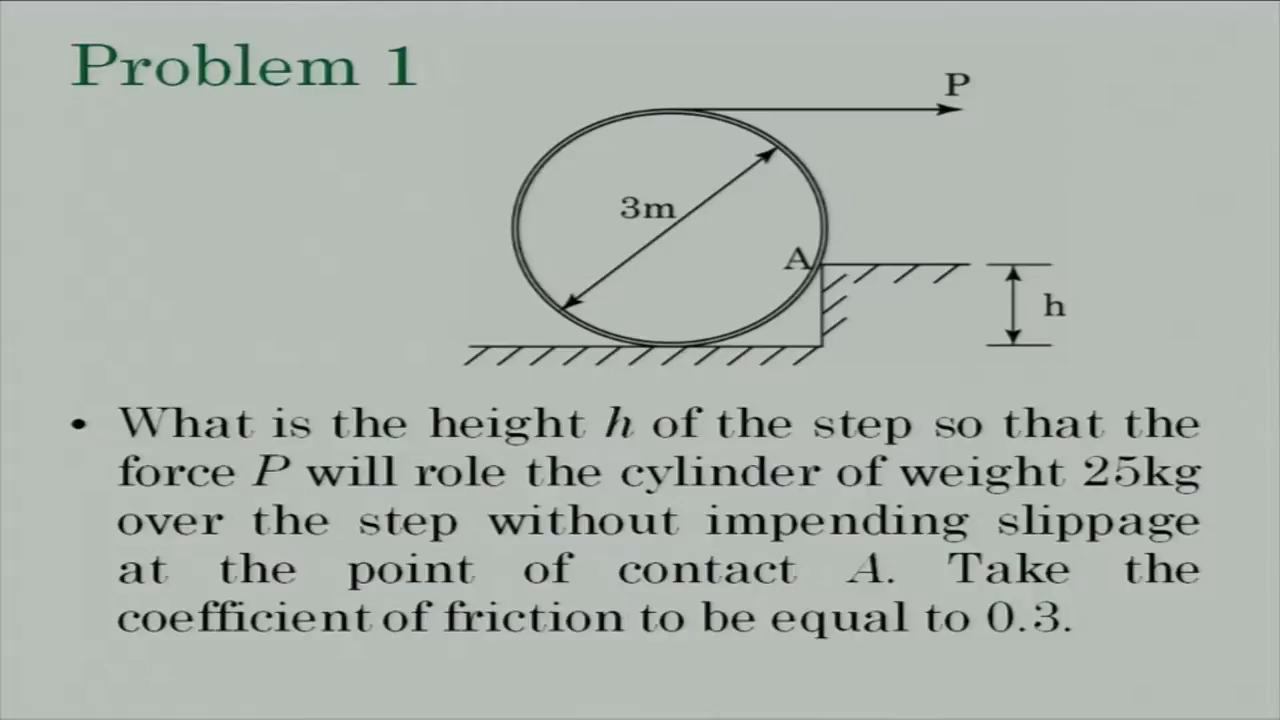 Problem 1
P
3m
A
h
• What is the height h of the step so that the
force P will role the cylinder of weight 25kg
over the step without impending slippage
at the point of contact A. Take the
coefficient of friction to be equal to 0.3.